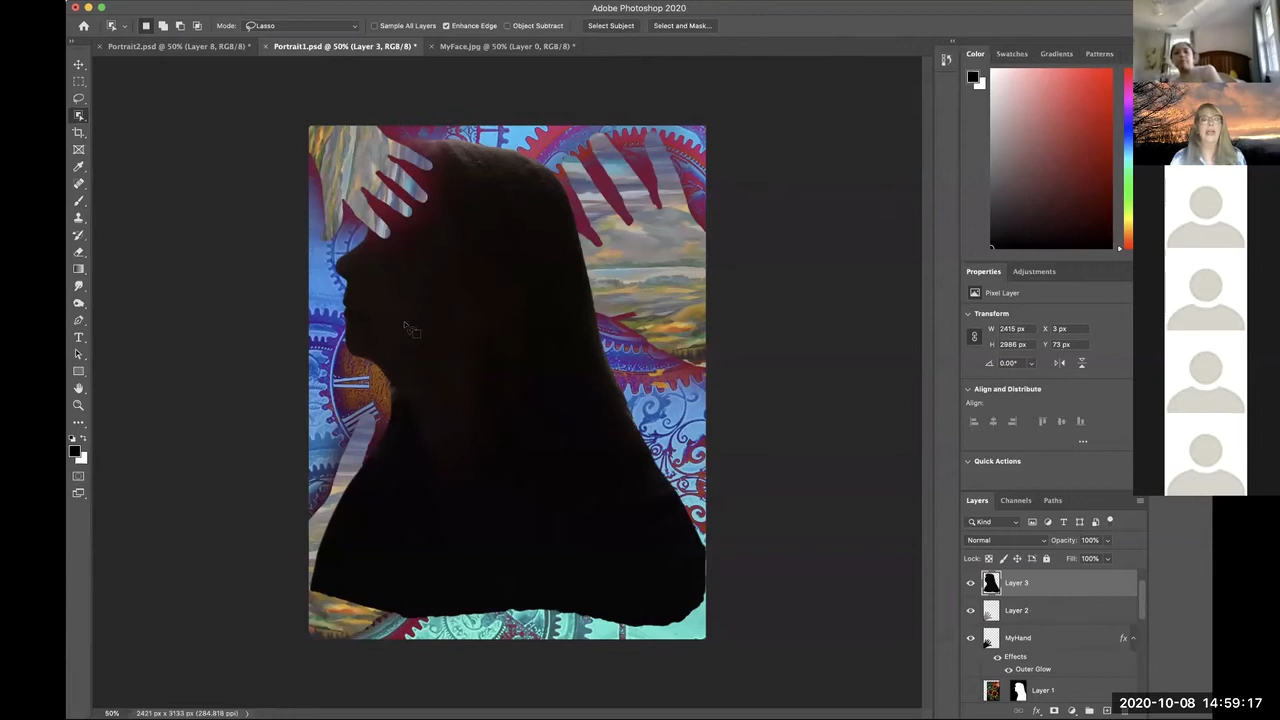 Adobe Photoshop 2020
Mode: Lasso Sample All Layers Enhance Edge Object Subtract Select Subject Select and Mask...
Portrait2.psd @ 50% (Layer 8, RGB/8) * Portrait1.psd @ 50% (Layer 3, RGB/8) * MyFace.jpg @ 50% (Layer 0, RGB/8) *
Color Swatches Gradients Patterns
Properties Adjustments
Pixel Layer
Transform
W 2415 px X 3 px
H 2986 px Y 73 px
0.00°
Align and Distribute
Align:
Quick Actions
Layers Channels Paths
Kind
Normal Opacity: 100%
Lock: Fill: 100%
Layer 3
Layer 2
MyHand fx
Effects
Outer Glow
Layer 1
50% 2421 px x 3133 px (284.818 ppi)
fx
2020-10-08 14:59:17